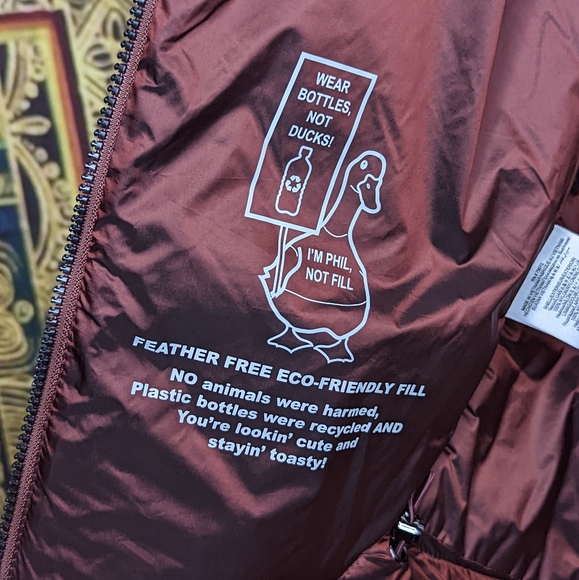 WEAR
BOTTLES,
NOT
DUCKS!
I'M PHIL,
NOT FILL
FEATHER FREE ECO-FRIENDLY FILL
NO animals were harmed,
Plastic bottles were recycled AND
You're lookin' cute and
stayin' toasty!